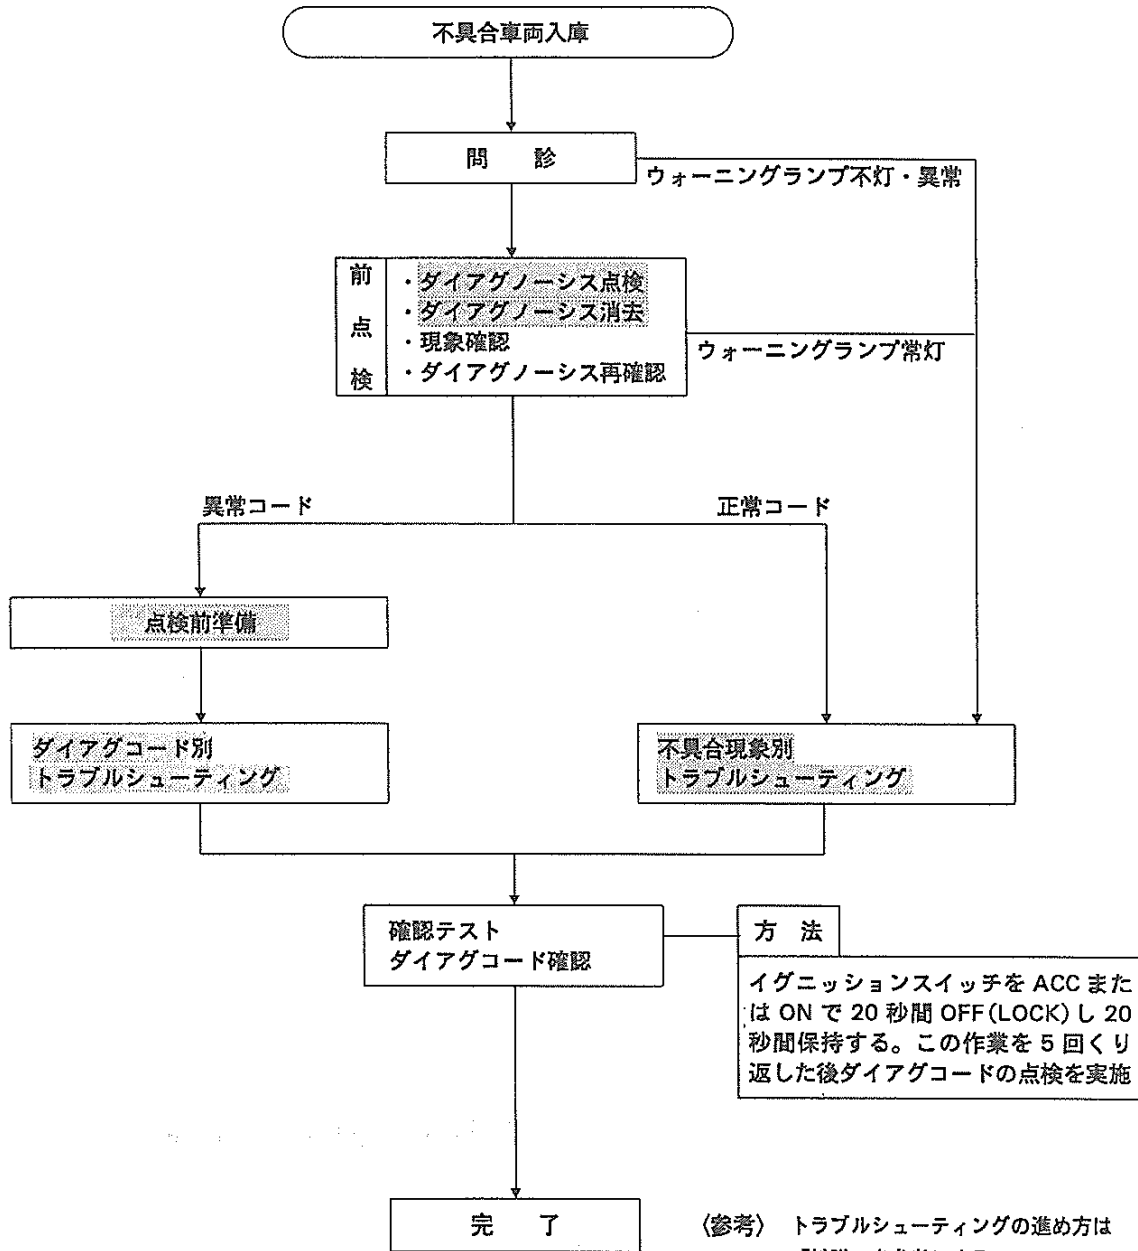 不具合車両入庫
問 診
ウォーニングランプ不灯・異常
前点検
・ダイアグノーシス点検
・ダイアグノーシス消去
・現象確認
・ダイアグノーシス再確認
ウォーニングランプ常灯
異常コード
正常コード
点検前準備
ダイアグコード別
トラブルシューティング
不具合現象別
トラブルシューティング
確認テスト
ダイアグコード確認
方 法
イグニッションスイッチを ACC また
は ON で 20 秒間 OFF(LOCK)し 20
秒間保持する。この作業を 5 回くり
返した後ダイアグコードの点検を実施
完 了
〈参考〉 トラブルシューティングの進め方は